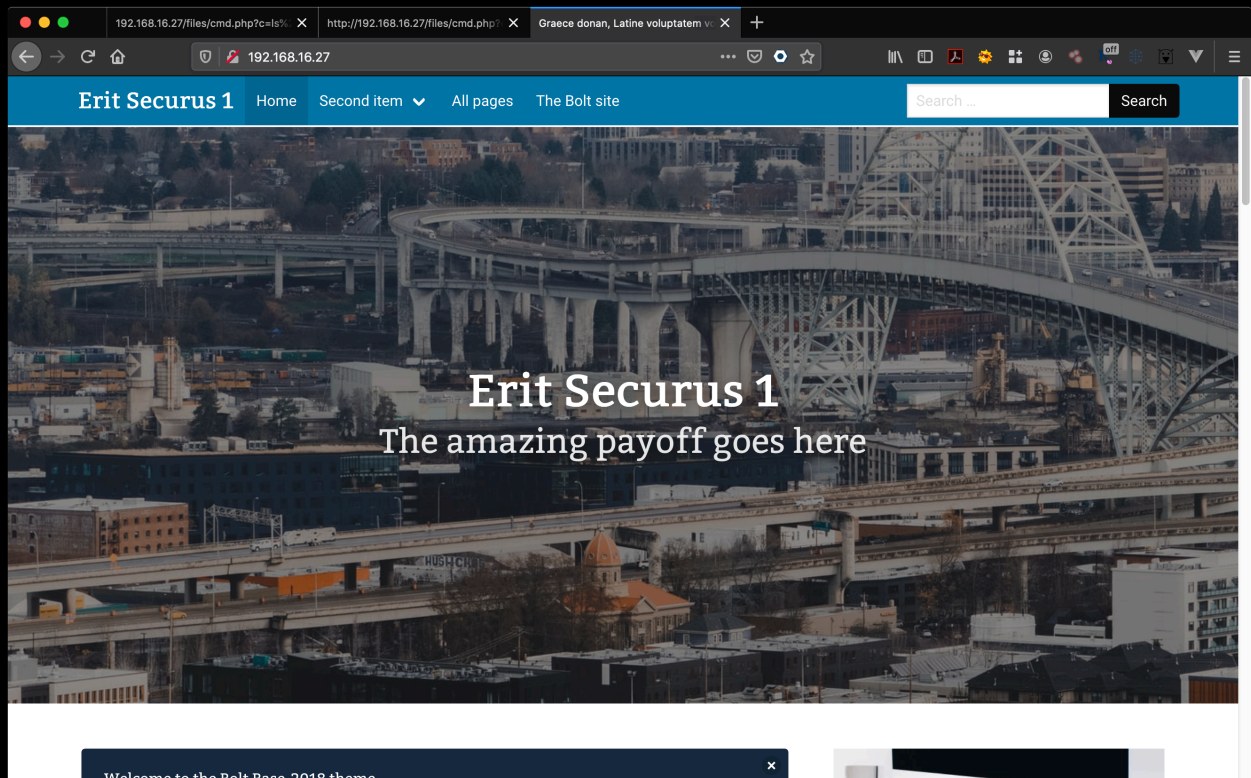 192.168.16.27/files/cmd.php?c=ls%
http://192.168.16.27/files/cmd.php?
Graece donan, Latine voluptatem vo
192.168.16.27
off
Erit Securus 1 Home Second item All pages The Bolt site Search ... Search
Erit Securus 1
The amazing payoff goes here
Welcome to the Bolt Base-2018 theme